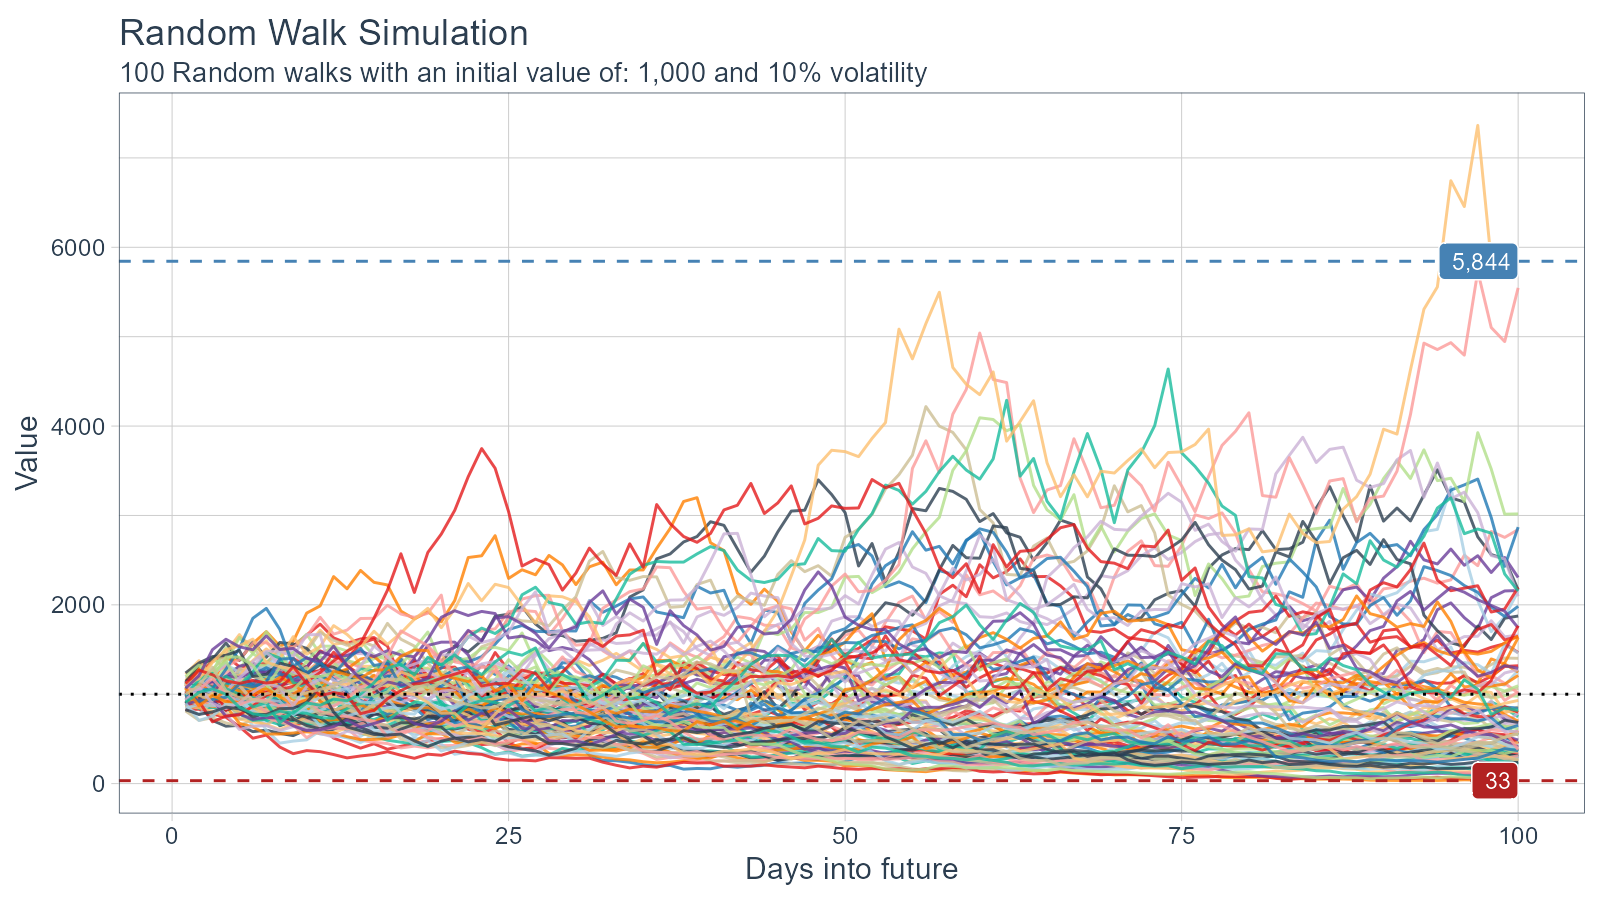 Random Walk Simulation
100 Random walks with an initial value of: 1,000 and 10% volatility
Value
6000
4000
2000
0
5,844
33
0 25 50 75 100
Days into future